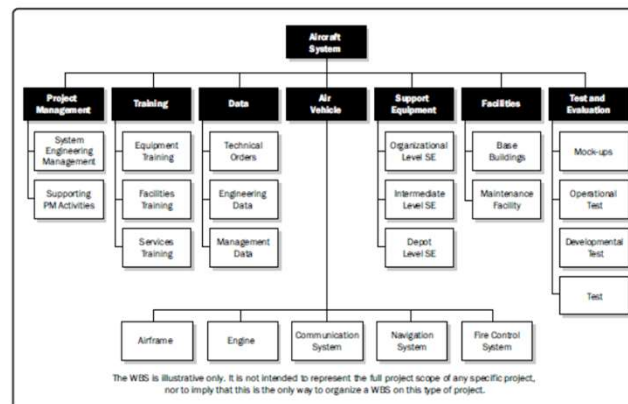 Aircraft
System
Project
Management
Training
Data
Air
Vehicle
Support
Equipment
Facilities
Test and
Evaluation
System
Engineering
Management
Equipment
Training
Technical
Orders
Organizational
Level SE
Base
Buildings
Mock-ups
Supporting
PM Activities
Facilities
Training
Engineering
Data
Intermediate
Level SE
Maintenance
Facility
Operational
Test
Services
Training
Management
Data
Depot
Level SE
Developmental
Test
Test
Airframe
Engine
Communication
System
Navigation
System
Fire Control
System
The WBS is illustrative only. It is not intended to represent the full project scope of any specific project,
nor to imply that this is the only way to organize a WBS on this type of project.